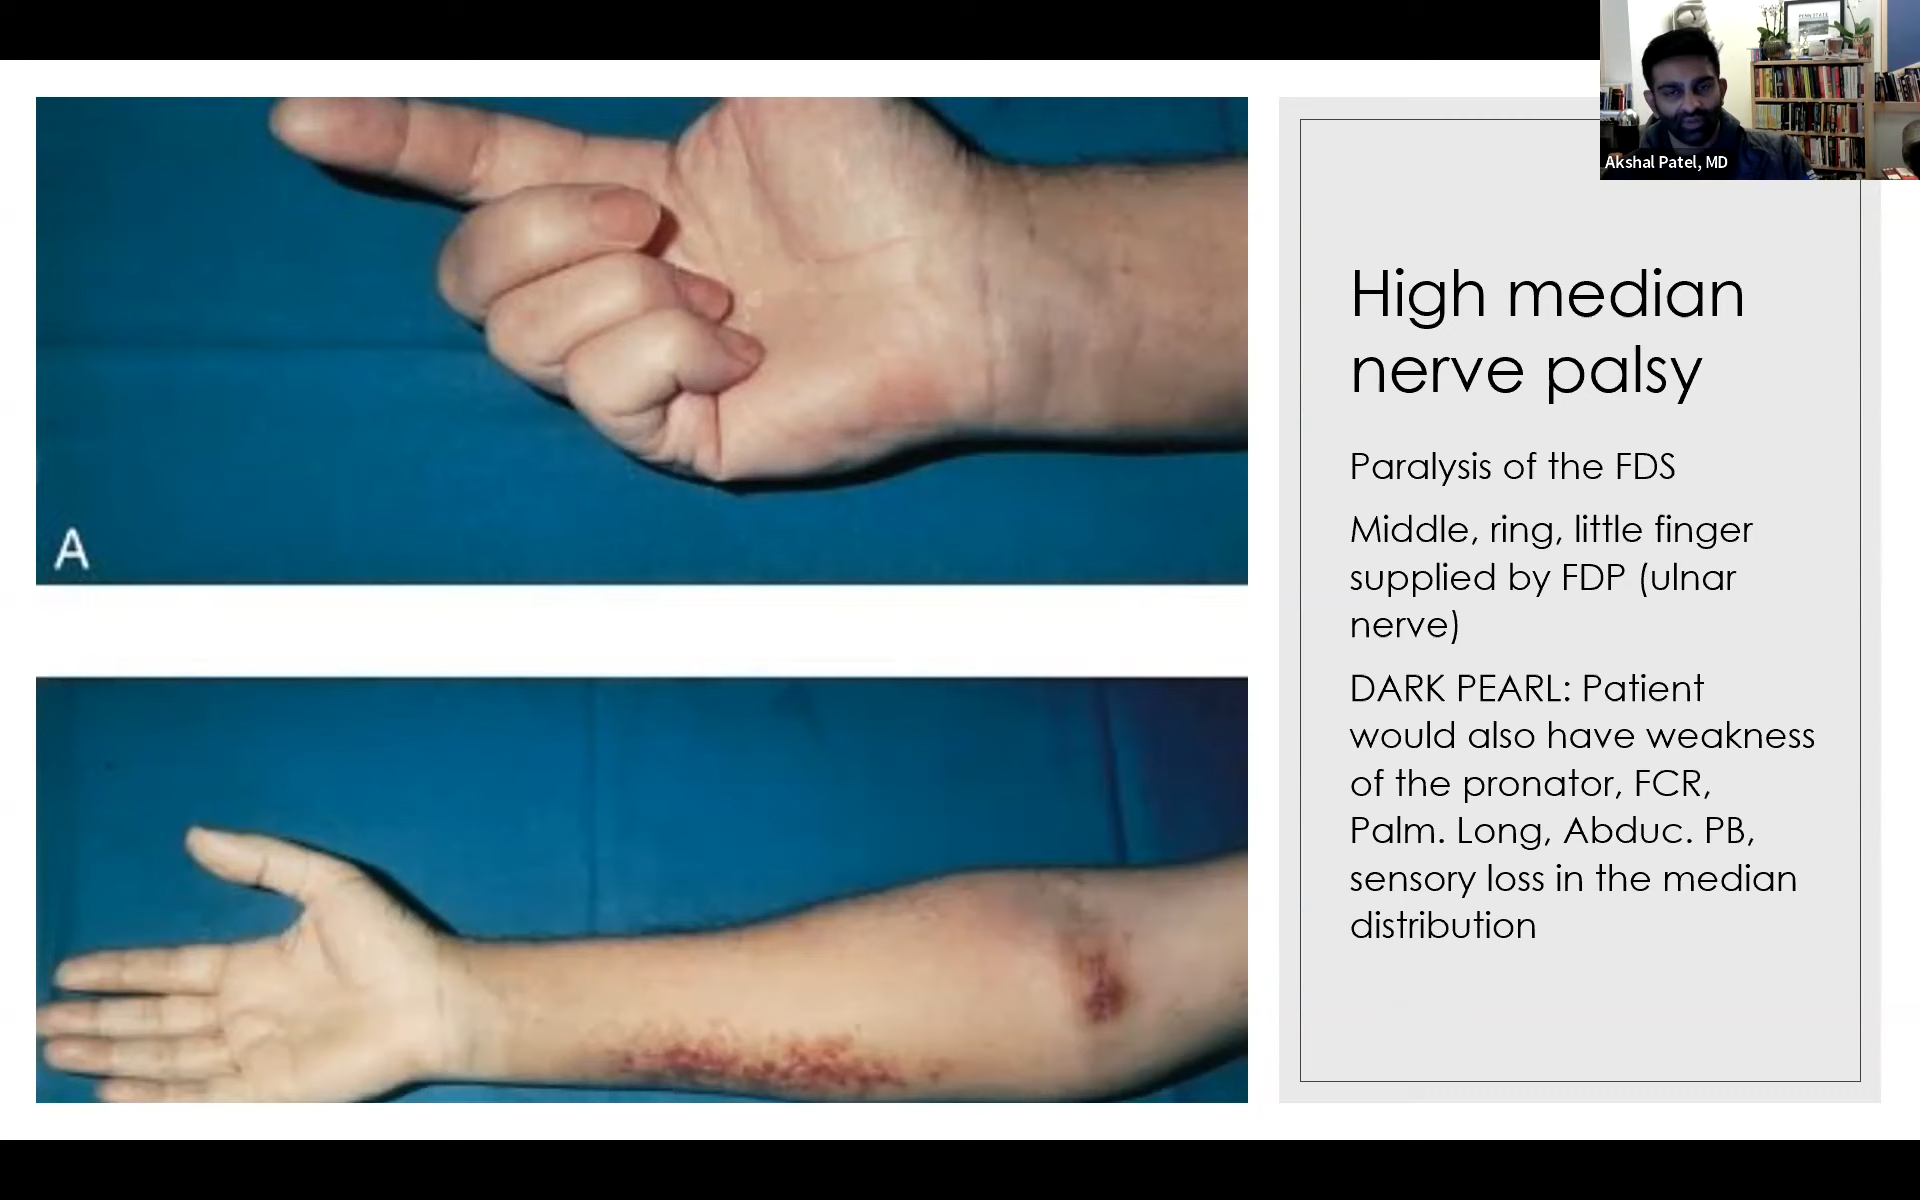 Akshal Patel, MD
A
High median
nerve palsy
Paralysis of the FDS
Middle, ring, little finger
supplied by FDP (ulnar
nerve)
DARK PEARL: Patient
would also have weakness
of the pronator, FCR,
Palm. Long, Abduc. PB,
sensory loss in the median
distribution